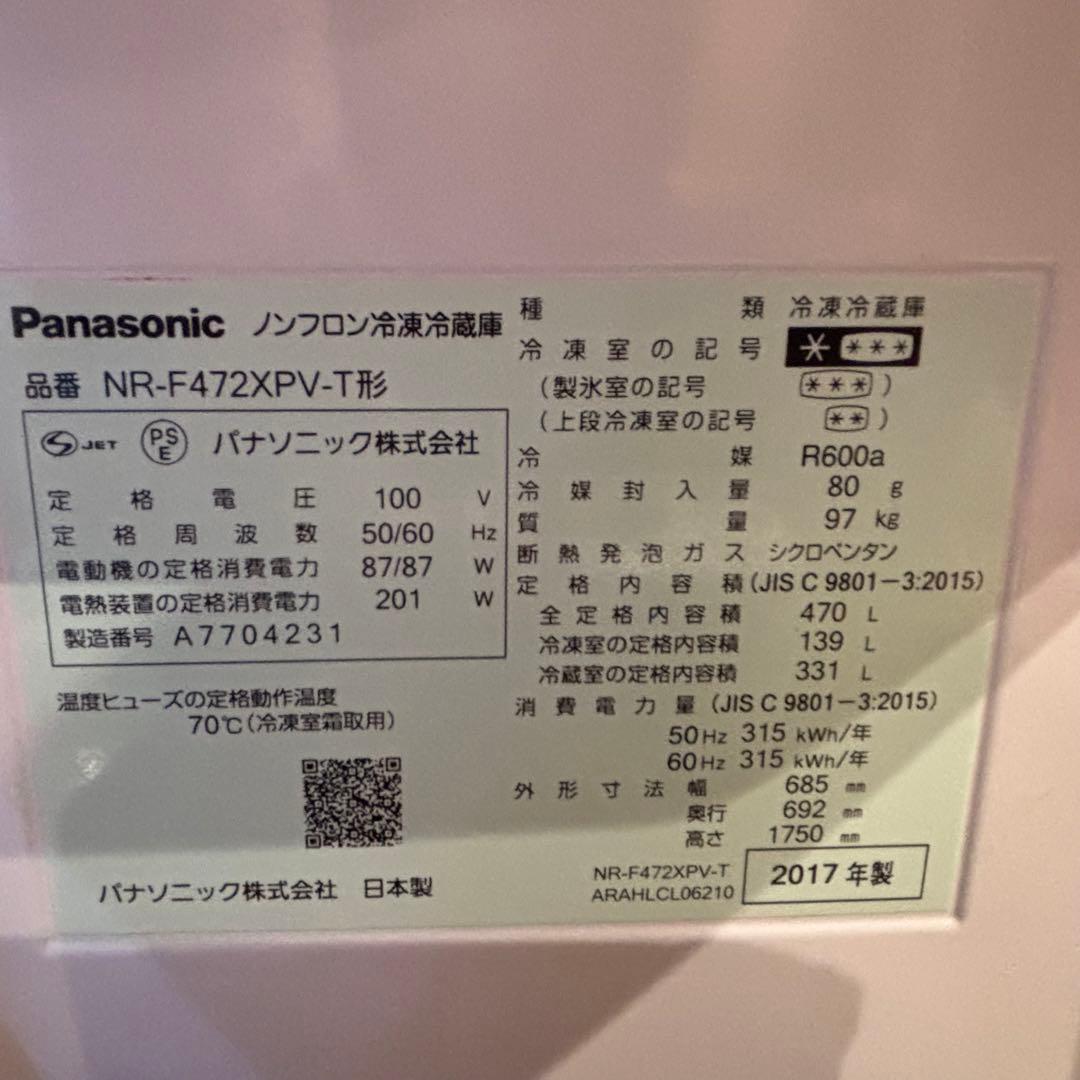 Panasonic ノンフロン冷凍冷蔵庫
品番 NR-F472XPV-T形
S JET PSE パナソニック株式会社
定格電圧 100 V
定格周波数 50/60 Hz
電動機の定格消費電力 87/87 W
電熱装置の定格消費電力 201 W
製造番号 A7704231
温度ヒューズの定格動作温度
70℃(冷凍室霜取用)
パナソニック株式会社 日本製
種類 冷凍冷蔵庫
冷凍室の記号 * ***
(製氷室の記号 ***)
(上段冷凍室の記号 **)
冷媒 R600a
冷媒封入量 80 g
質量 97 kg
断熱発泡ガス シクロペンタン
定格内容積(JIS C 9801-3:2015)
全定格内容積 470 L
冷凍室の定格内容積 139 L
冷蔵室の定格内容積 331 L
消費電力量(JIS C 9801-3:2015)
50Hz 315 kWh/年
60Hz 315 kWh/年
外形寸法幅 685 mm
奥行 692 mm
高さ 1750 mm
NR-F472XPV-T
ARAHLCL06210
2017年製